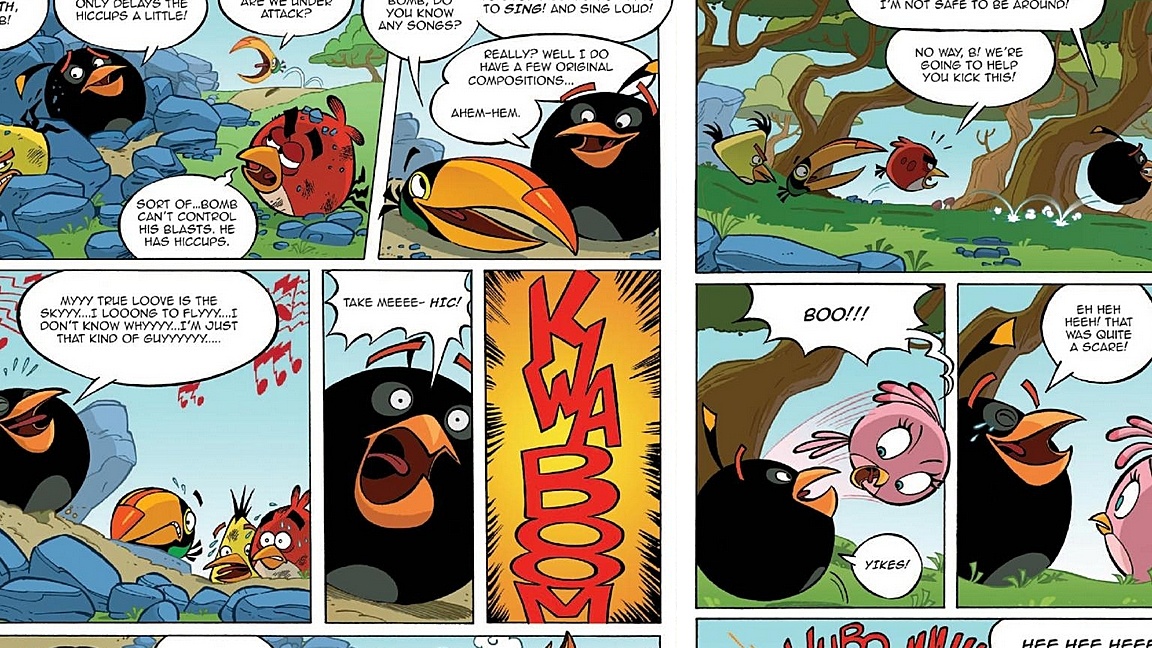 TH,
B!
ONLY DELAYS THE
HICCUPS A LITTLE!
ARE WE UNDER
ATTACK?
SORT OF...BOMB
CAN'T CONTROL
HIS BLASTS. HE
HAS HICCUPS.
BOMB, DO
YOU KNOW
ANY SONGS?
TO SING! AND SING LOUD!
REALLY? WELL I DO
HAVE A FEW ORIGINAL
COMPOSITIONS...
AHEM-HEM.
MYYY TRUE LOOVE IS THE
SKYYY...I LOOONG TO FLYYY...I
DON'T KNOW WHYYYY...I'M JUST
THAT KIND OF GUYYYYYY.....
TAKE MEEEE- HIC!
KWABOOM
I'M NOT SAFE TO BE AROUND!
NO WAY, B! WE'RE
GOING TO HELP
YOU KICK THIS!
BOO!!!
YIKES!
EH HEH
HEEH! THAT
WAS QUITE
A SCARE!
HEE HEE HEEE